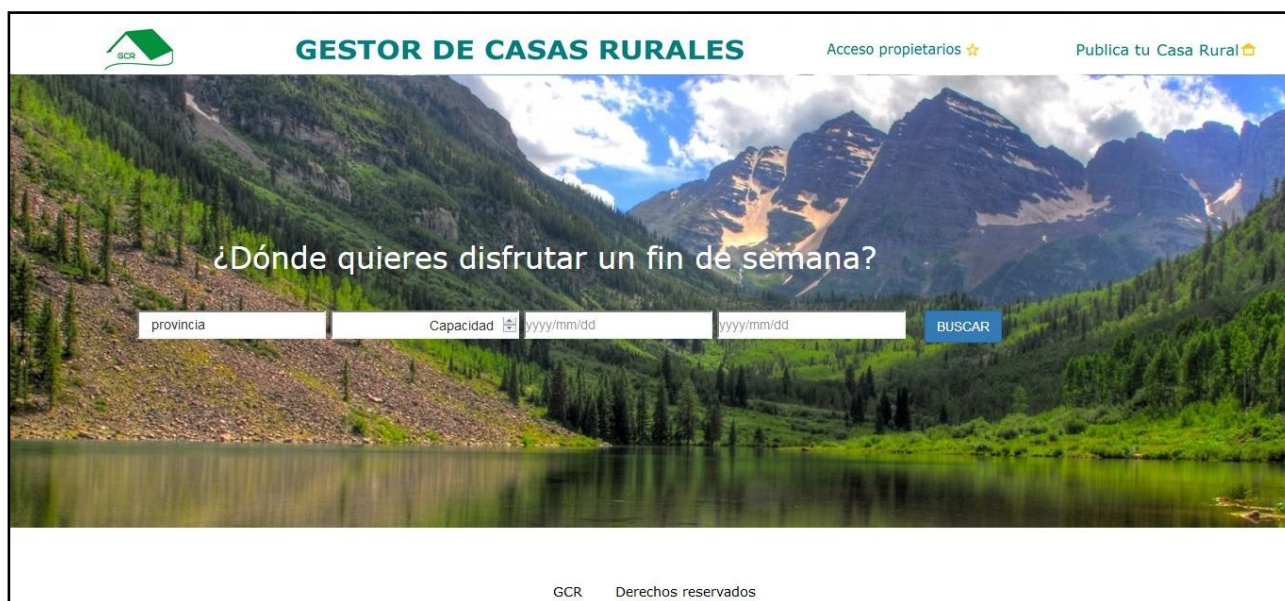 GCR
GESTOR DE CASAS RURALES
Acceso propietarios
Publica tu Casa Rural
¿Dónde quieres disfrutar un fin de semana?
provincia
Capacidad
yyyy/mm/dd
yyyy/mm/dd
BUSCAR
GCR Derechos reservados